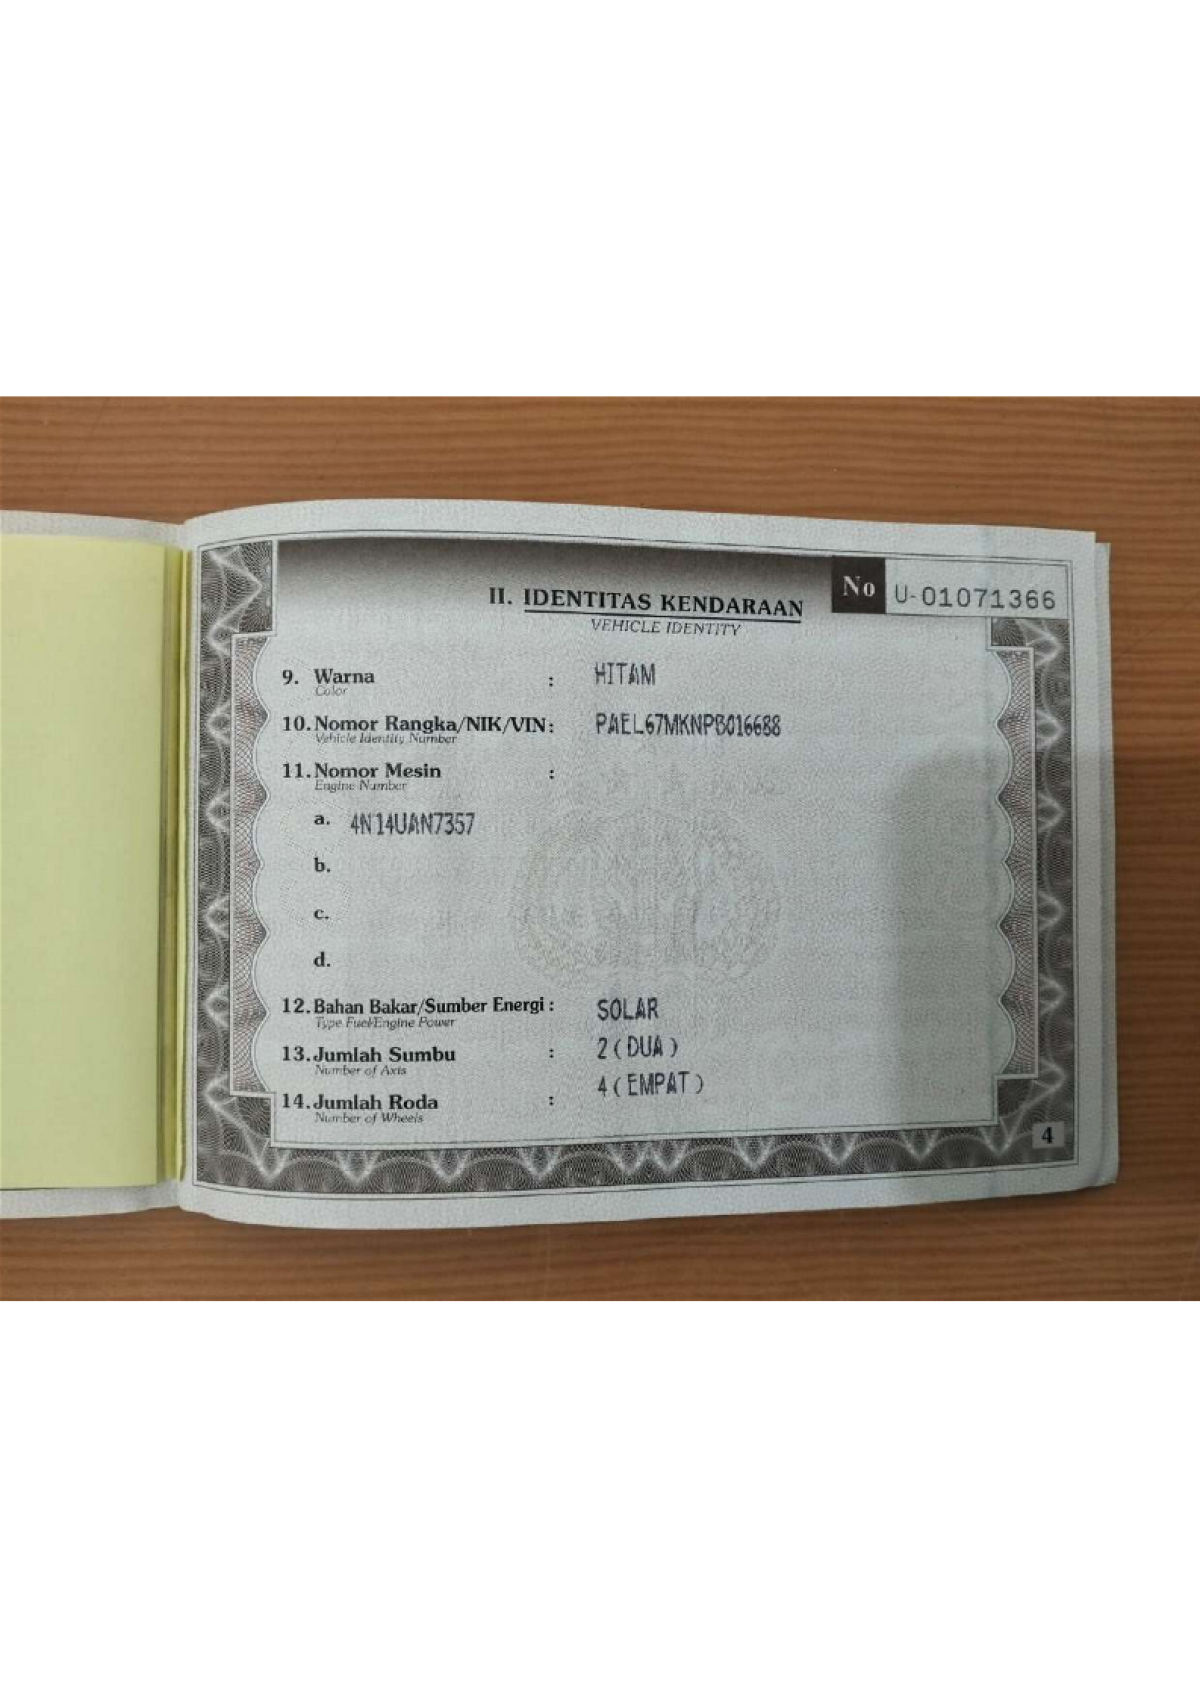 No U-01071366
II. IDENTITAS KENDARAAN
VEHICLE IDENTITY
9. Warna : HITAM
Color
10. Nomor Rangka/NIK/VIN: PAEL67MKNPB016688
Vehicle Identity Number
11. Nomor Mesin :
Engine Number
a. 4N14UAN7357
b.
c.
d.
12. Bahan Bakar/Sumber Energi : SOLAR
Type Fuel/Engine Power
13. Jumlah Sumbu : 2 ( DUA )
Number of Axis
14. Jumlah Roda : 4 ( EMPAT )
Number of Wheels
4